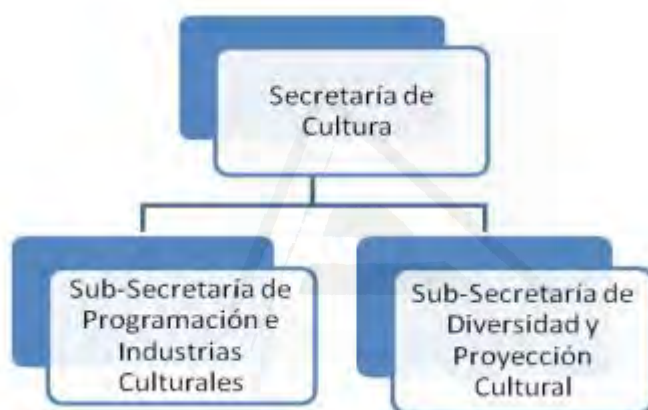 Secretaría de
Cultura
Sub-Secretaría de
Programación e
Industrias
Culturales
Sub-Secretaría de
Diversidad y
Proyección
Cultural